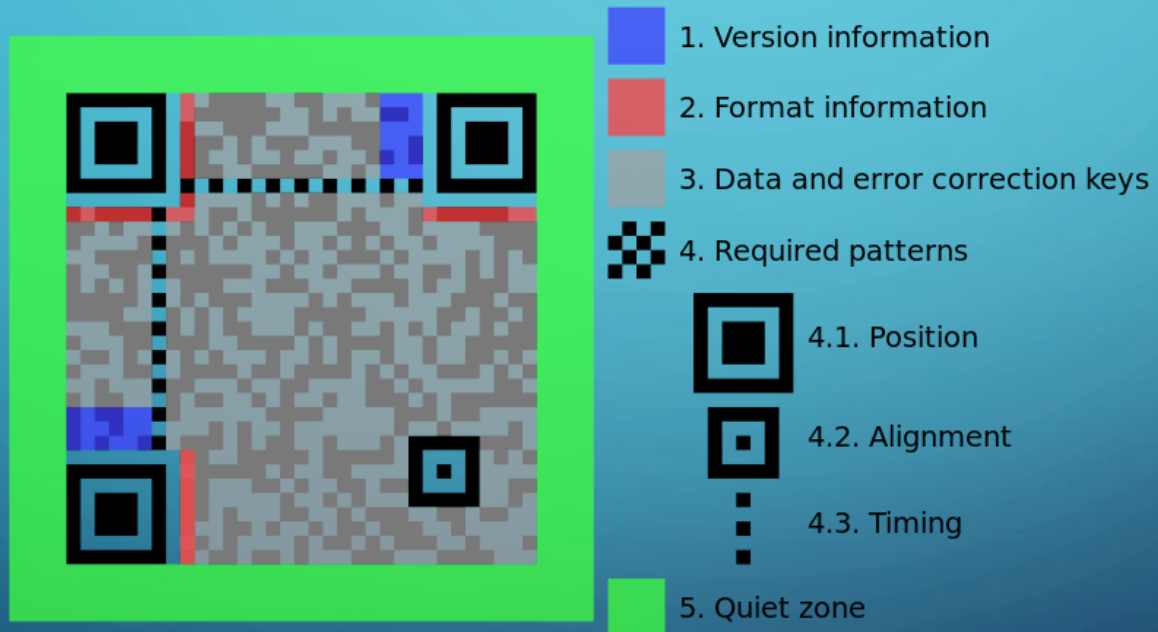 1. Version information
2. Format information
3. Data and error correction keys
4. Required patterns
4.1. Position
4.2. Alignment
4.3. Timing
5. Quiet zone